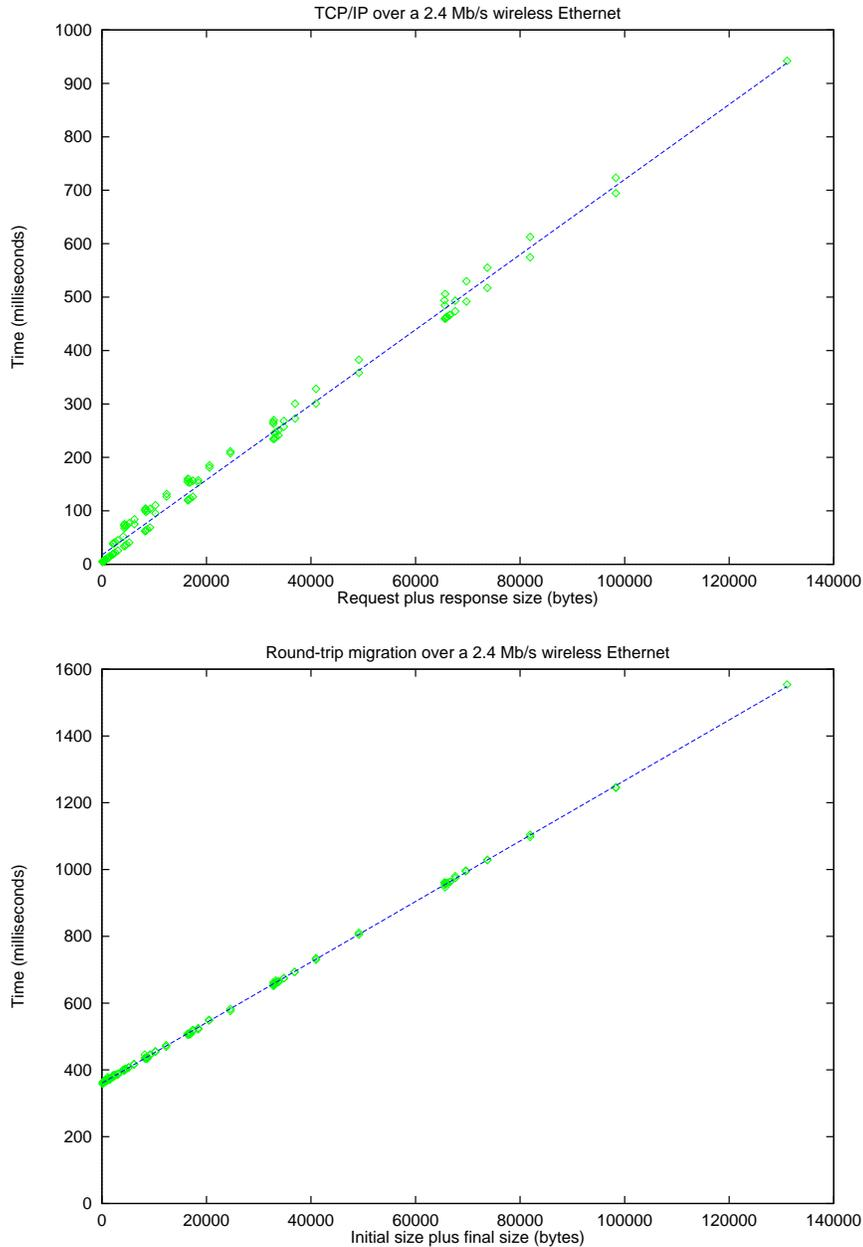 TCP/IP over a 2.4 Mb/s wireless Ethernet
1000
900
800
700
600
500
400
300
200
100
0
Time (milliseconds)
0 20000 40000 60000 80000 100000 120000 140000
Request plus response size (bytes)
Round-trip migration over a 2.4 Mb/s wireless Ethernet
1600
1400
1200
1000
800
600
400
200
0
Time (milliseconds)
0 20000 40000 60000 80000 100000 120000 140000
Initial size plus final size (bytes)